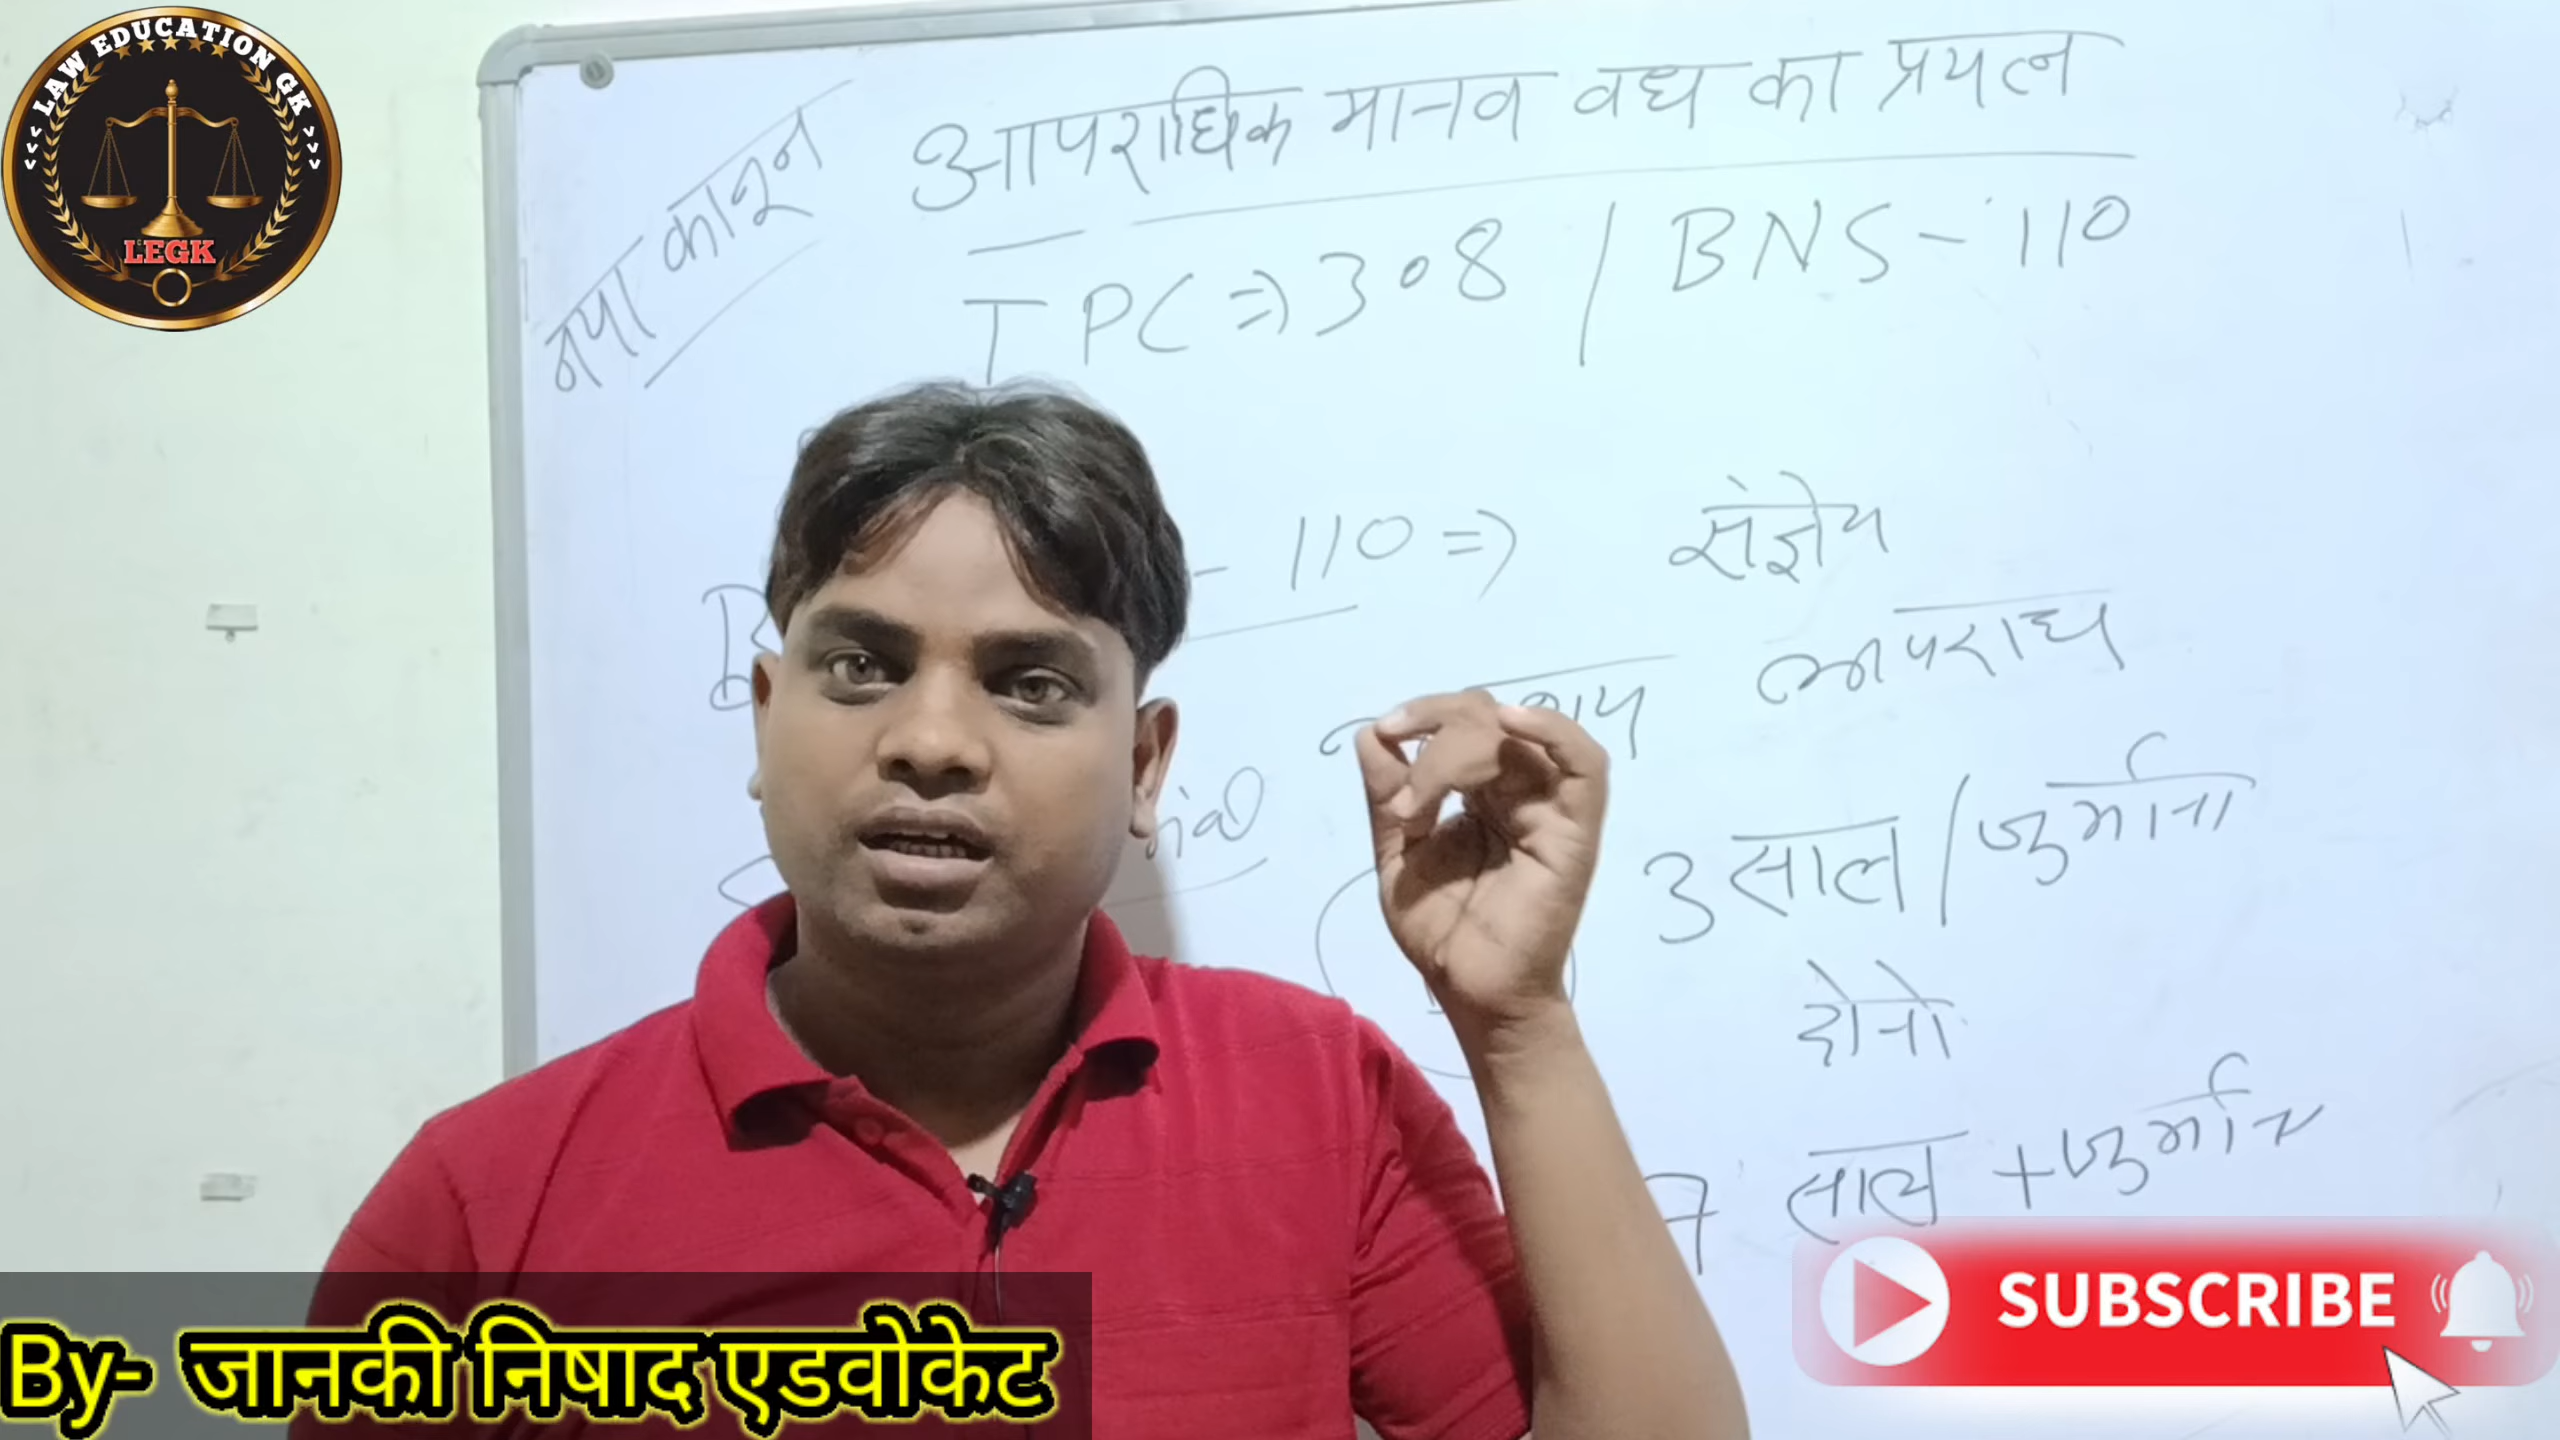 LAW EDUCATION GK
LEGK
नया कानून
आपराधिक मानव वध का प्रयत्न
IPC => 308 / BNS - 110
- 110 => संज्ञेय
अपराध
3 साल / जुर्माना
दोनो
7 साल + जुर्माना
By- जानकी निषाद एडवोकेट
SUBSCRIBE